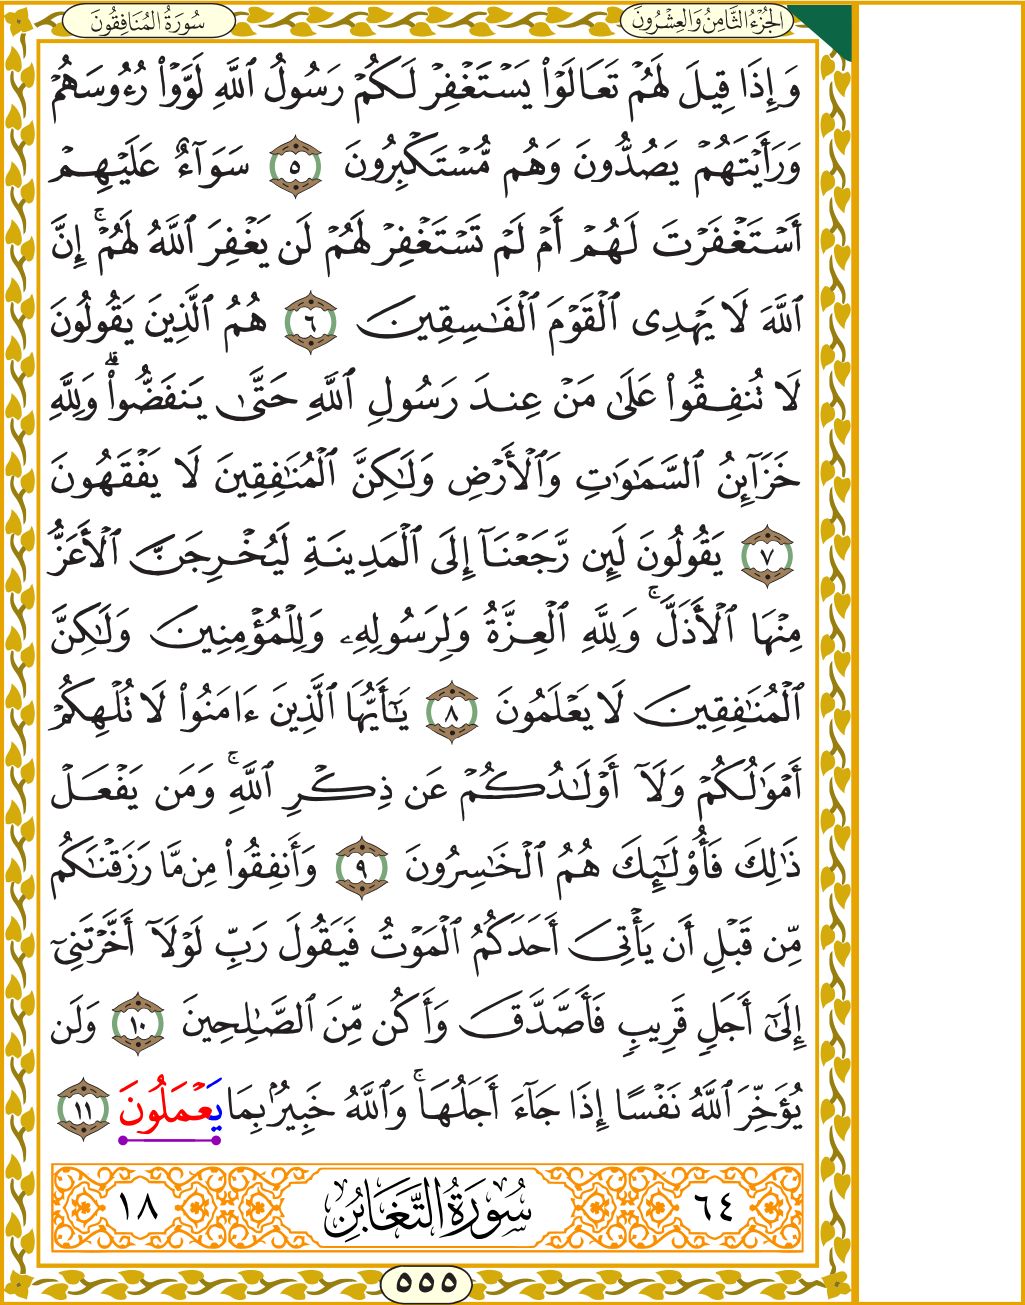 سُورَةُ المُنَافِقُونَ
الجُزْءُ الثَّامِنُ وَالعِشْرُونَ
وَإِذَا قِيلَ لَهُمْ تَعَالَوْا۟ يَسْتَغْفِرْ لَكُمْ رَسُولُ ٱللَّهِ لَوَّوْا۟ رُءُوسَهُمْ
وَرَأَيْتَهُمْ يَصُدُّونَ وَهُم مُّسْتَكْبِرُونَ ٥ سَوَآءٌ عَلَيْهِمْ
أَسْتَغْفَرْتَ لَهُمْ أَمْ لَمْ تَسْتَغْفِرْ لَهُمْ لَن يَغْفِرَ ٱللَّهُ لَهُمْ ۚ إِنَّ
ٱللَّهَ لَا يَهْدِى ٱلْقَوْمَ ٱلْفَـٰسِقِينَ ٦ هُمُ ٱلَّذِينَ يَقُولُونَ
لَا تُنفِقُوا۟ عَلَىٰ مَنْ عِندَ رَسُولِ ٱللَّهِ حَتَّىٰ يَنفَضُّوا۟ ۗ وَلِلَّهِ
خَزَآئِنُ ٱلسَّمَـٰوَٰتِ وَٱلْأَرْضِ وَلَـٰكِنَّ ٱلْمُنَـٰفِقِينَ لَا يَفْقَهُونَ
٧ يَقُولُونَ لَئِن رَّجَعْنَآ إِلَى ٱلْمَدِينَةِ لَيُخْرِجَنَّ ٱلْأَعَزُّ
مِنْهَا ٱلْأَذَلَّ ۚ وَلِلَّهِ ٱلْعِزَّةُ وَلِرَسُولِهِۦ وَلِلْمُؤْمِنِينَ وَلَـٰكِنَّ
ٱلْمُنَـٰفِقِينَ لَا يَعْلَمُونَ ٨ يَـٰٓأَيُّهَا ٱلَّذِينَ ءَامَنُوا۟ لَا تُلْهِكُمْ
أَمْوَٰلُكُمْ وَلَآ أَوْلَـٰدُكُمْ عَن ذِكْرِ ٱللَّهِ ۚ وَمَن يَفْعَلْ
ذَٰلِكَ فَأُو۟لَـٰٓئِكَ هُمُ ٱلْخَـٰسِرُونَ ٩ وَأَنفِقُوا۟ مِن مَّا رَزَقْنَـٰكُم
مِّن قَبْلِ أَن يَأْتِىَ أَحَدَكُمُ ٱلْمَوْتُ فَيَقُولَ رَبِّ لَوْلَآ أَخَّرْتَنِىٓ
إِلَىٰٓ أَجَلٍ قَرِيبٍ فَأَصَّدَّقَ وَأَكُن مِّنَ ٱلصَّـٰلِحِينَ ١٠ وَلَن
يُؤَخِّرَ ٱللَّهُ نَفْسًا إِذَا جَآءَ أَجَلُهَا ۚ وَٱللَّهُ خَبِيرٌۢ بِمَا يَعْمَلُونَ ١١
٦٤ سُورَةُ التَّغَابُنِ ١٨
٥٥٥